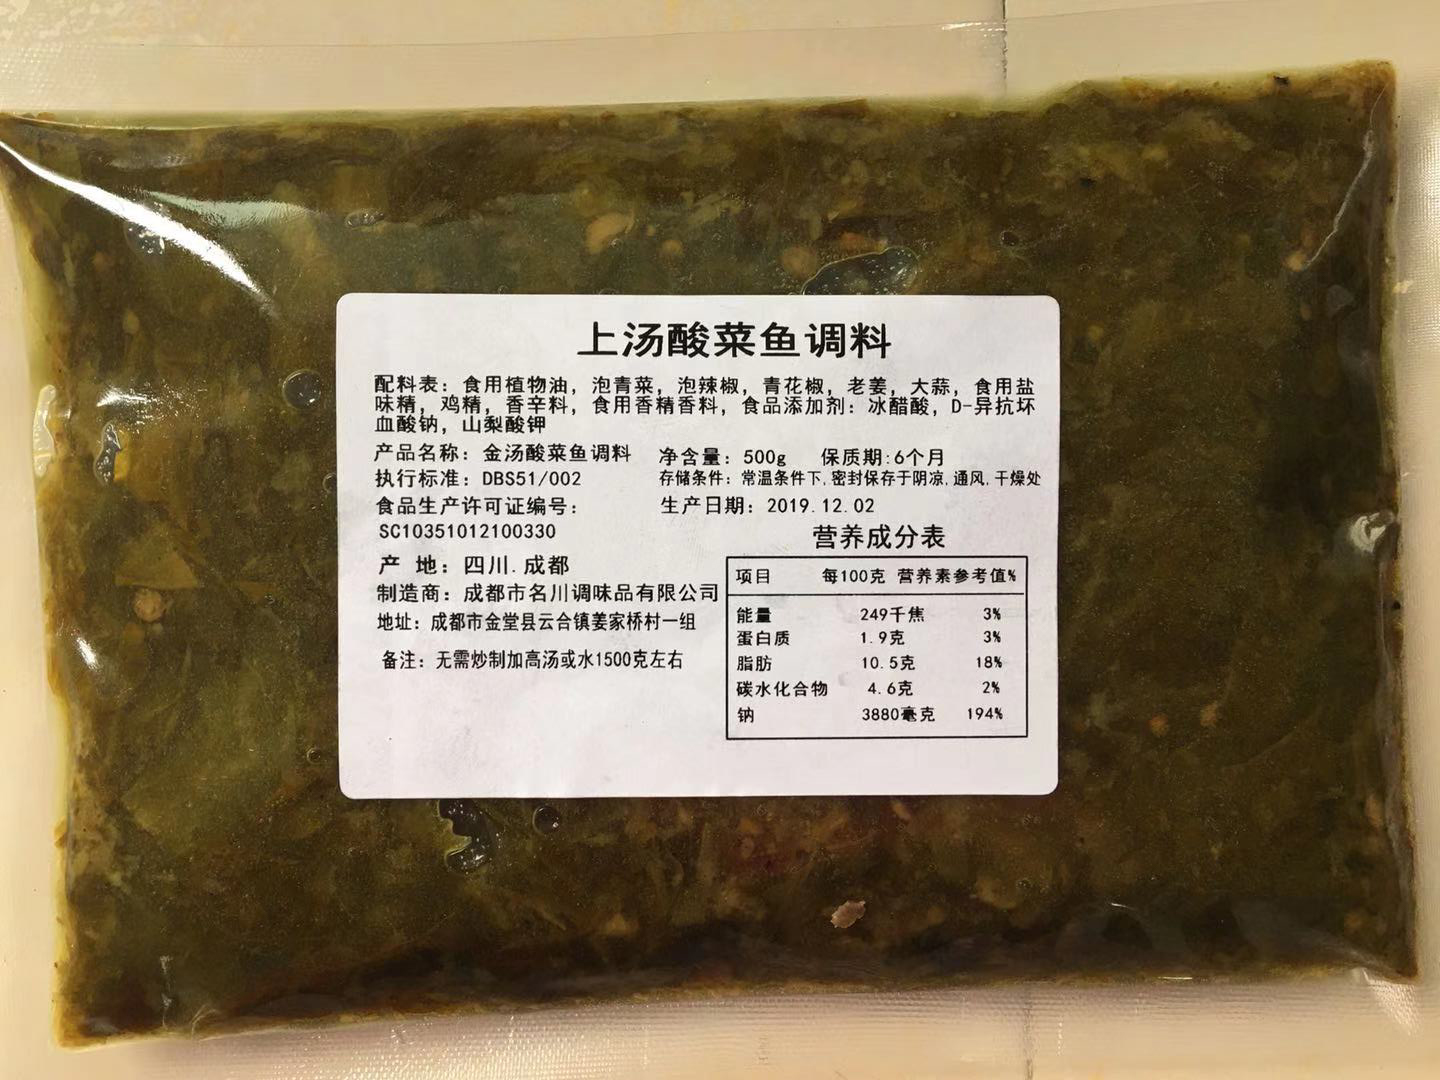 上汤酸菜鱼调料
配料表：食用植物油，泡青菜，泡辣椒，青花椒，老姜，大蒜，食用盐
味精，鸡精，香辛料，食用香精香料，食品添加剂：冰醋酸，D-异抗坏
血酸钠，山梨酸钾
产品名称：金汤酸菜鱼调料
净含量：500g 保质期:6个月
执行标准：DBS51/002
存储条件：常温条件下,密封保存于阴凉,通风,干燥处
食品生产许可证编号：
生产日期：2019.12.02
SC10351012100330
产 地：四川.成都
制造商：成都市名川调味品有限公司
地址：成都市金堂县云合镇姜家桥村一组
备注：无需炒制加高汤或水1500克左右
营养成分表
项目 每100克 营养素参考值%
能量 249千焦 3%
蛋白质 1.9克 3%
脂肪 10.5克 18%
碳水化合物 4.6克 2%
钠 3880毫克 194%